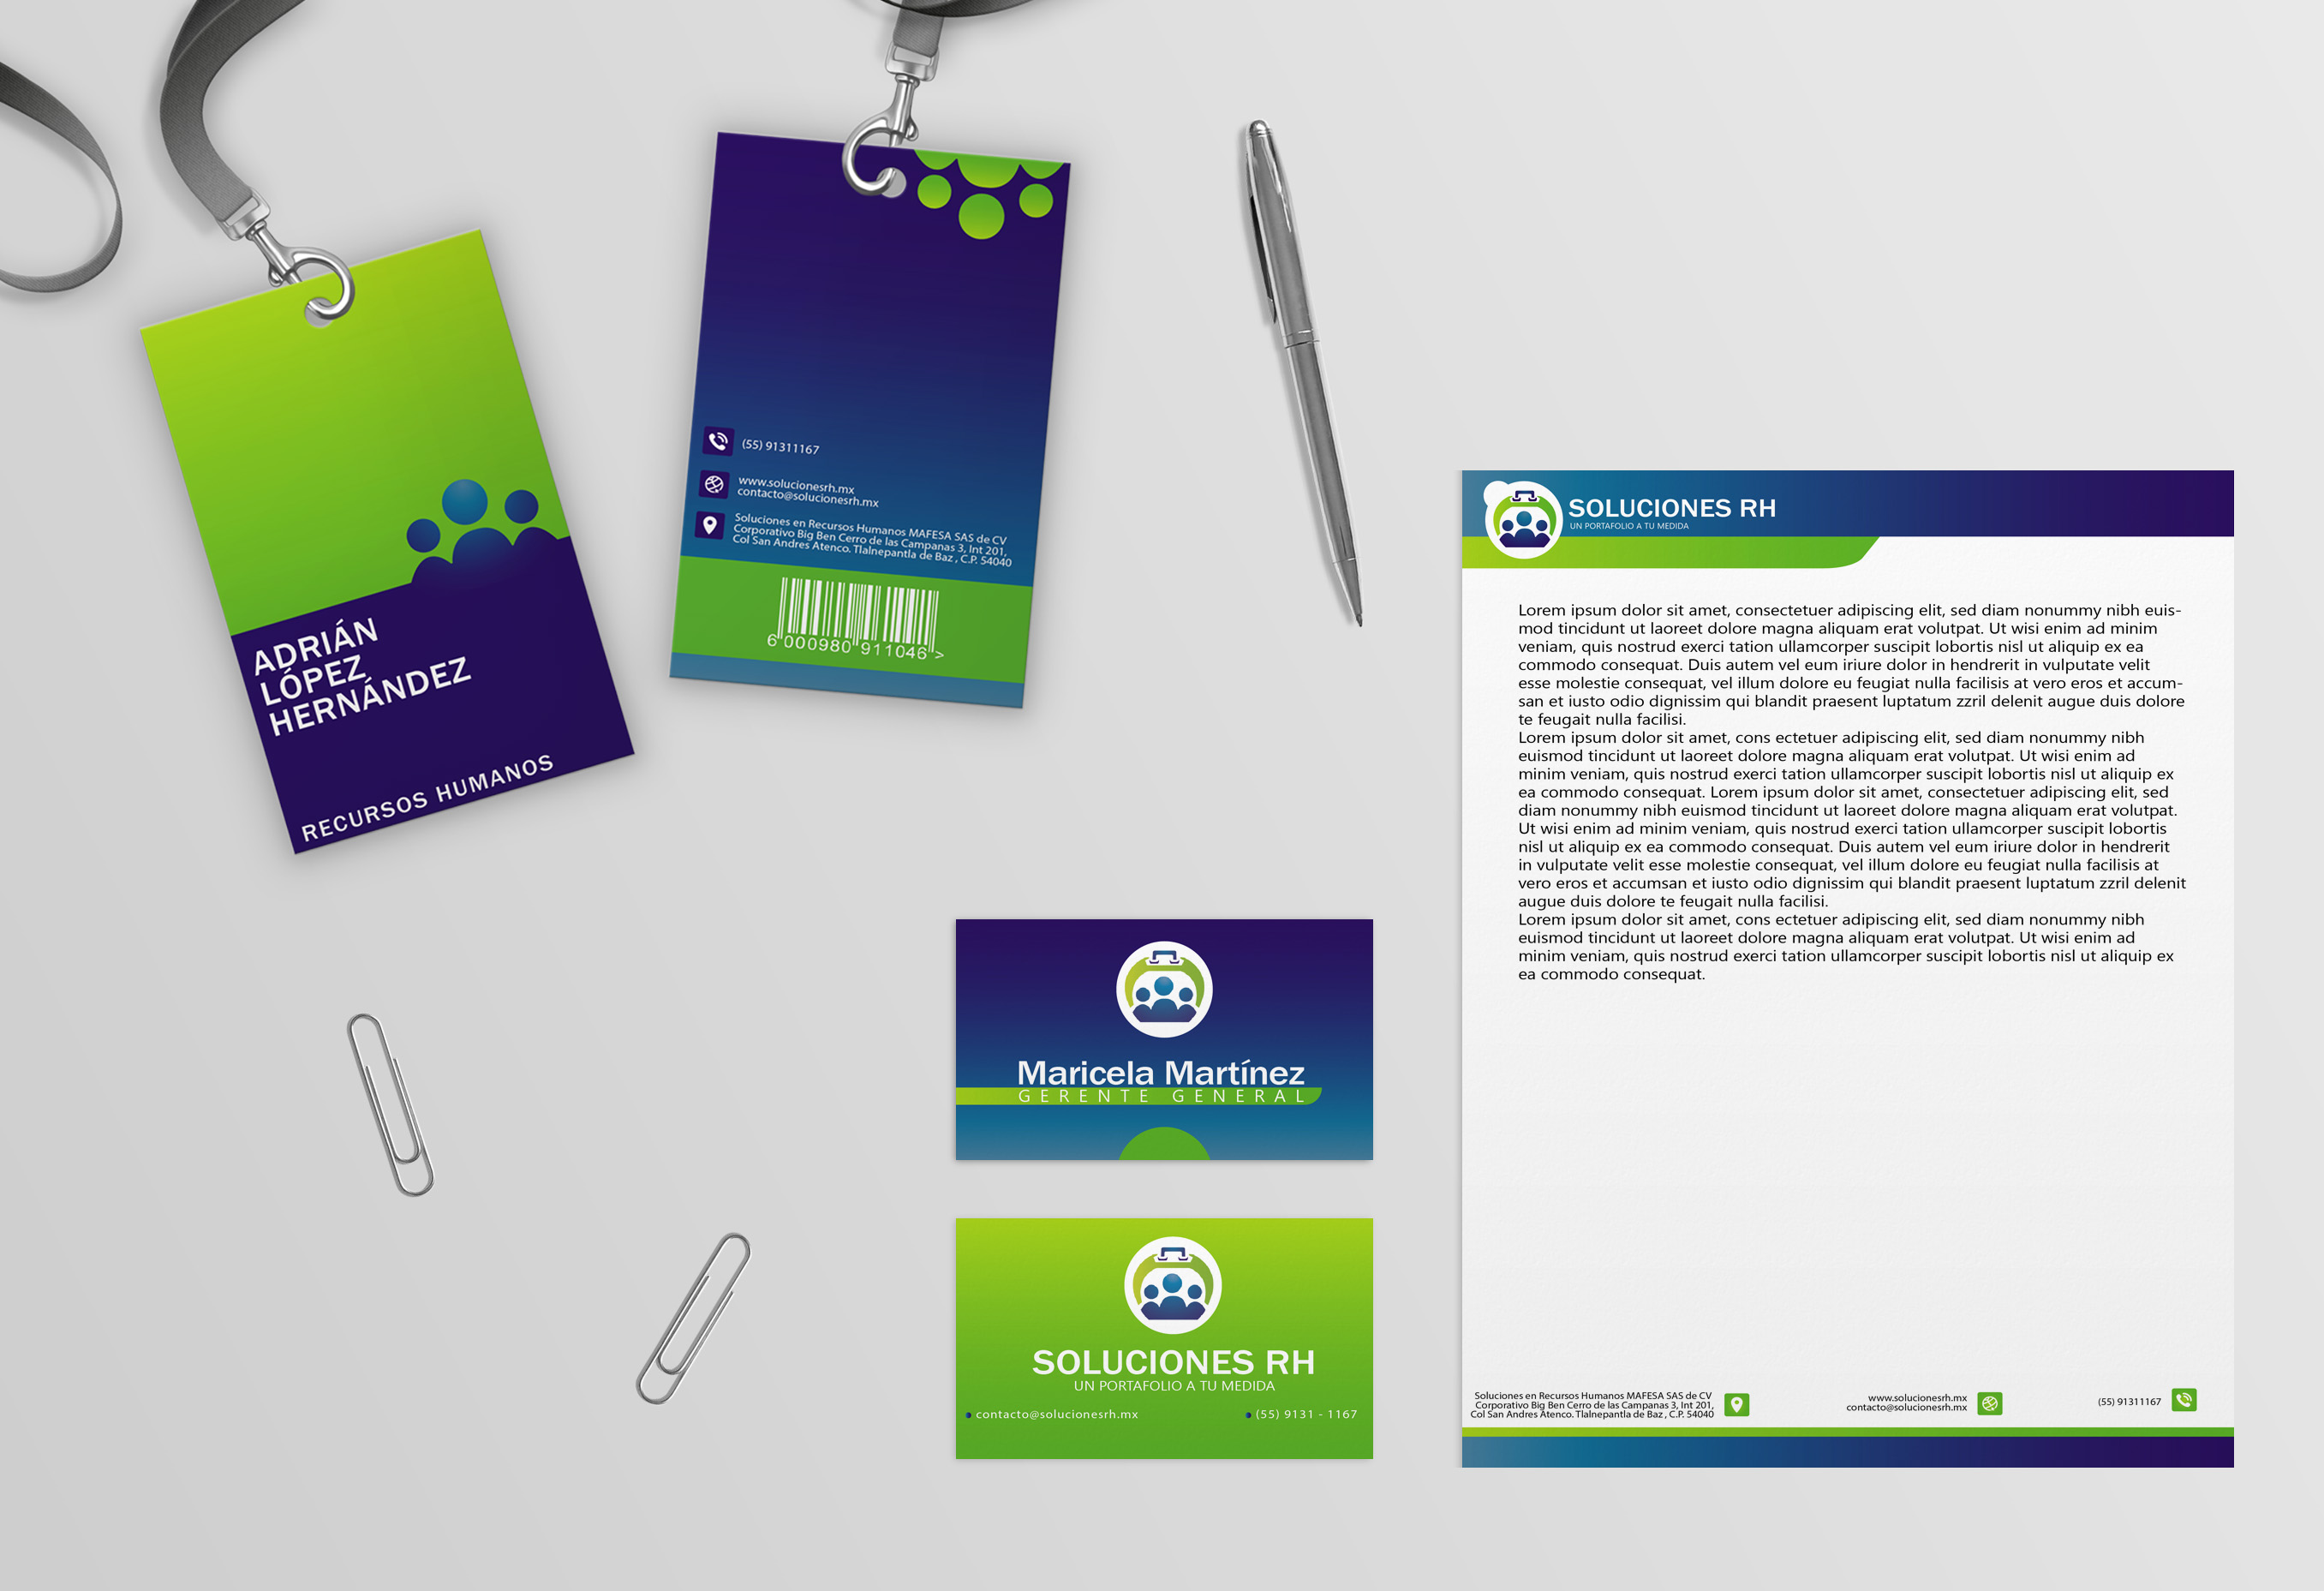 ADRIÁN
LÓPEZ
HERNÁNDEZ
RECURSOS HUMANOS
(55) 91311167
www.solucionesrh.mx
contacto@solucionesrh.mx
Soluciones en Recursos Humanos MAFESA SAS de CV
Corporativo Big Ben Cerro de las Campanas 3, Int 201,
Col San Andres Atenco. Tlalnepantla de Baz , C.P. 54040
6 000980 911046 >
Maricela Martínez
GERENTE GENERAL
SOLUCIONES RH
UN PORTAFOLIO A TU MEDIDA
contacto@solucionesrh.mx
(55) 9131 - 1167
SOLUCIONES RH
UN PORTAFOLIO A TU MEDIDA
Lorem ipsum dolor sit amet, consectetuer adipiscing elit, sed diam nonummy nibh euis-
mod tincidunt ut laoreet dolore magna aliquam erat volutpat. Ut wisi enim ad minim
veniam, quis nostrud exerci tation ullamcorper suscipit lobortis nisl ut aliquip ex ea
commodo consequat. Duis autem vel eum iriure dolor in hendrerit in vulputate velit
esse molestie consequat, vel illum dolore eu feugiat nulla facilisis at vero eros et accum-
san et iusto odio dignissim qui blandit praesent luptatum zzril delenit augue duis dolore
te feugait nulla facilisi.
Lorem ipsum dolor sit amet, cons ectetuer adipiscing elit, sed diam nonummy nibh
euismod tincidunt ut laoreet dolore magna aliquam erat volutpat. Ut wisi enim ad
minim veniam, quis nostrud exerci tation ullamcorper suscipit lobortis nisl ut aliquip ex
ea commodo consequat. Lorem ipsum dolor sit amet, consectetuer adipiscing elit, sed
diam nonummy nibh euismod tincidunt ut laoreet dolore magna aliquam erat volutpat.
Ut wisi enim ad minim veniam, quis nostrud exerci tation ullamcorper suscipit lobortis
nisl ut aliquip ex ea commodo consequat. Duis autem vel eum iriure dolor in hendrerit
in vulputate velit esse molestie consequat, vel illum dolore eu feugiat nulla facilisis at
vero eros et accumsan et iusto odio dignissim qui blandit praesent luptatum zzril delenit
augue duis dolore te feugait nulla facilisi.
Lorem ipsum dolor sit amet, cons ectetuer adipiscing elit, sed diam nonummy nibh
euismod tincidunt ut laoreet dolore magna aliquam erat volutpat. Ut wisi enim ad
minim veniam, quis nostrud exerci tation ullamcorper suscipit lobortis nisl ut aliquip ex
ea commodo consequat.
Soluciones en Recursos Humanos MAFESA SAS de CV
Corporativo Big Ben Cerro de las Campanas 3, Int 201,
Col San Andres Atenco. Tlalnepantla de Baz , C.P. 54040
www.solucionesrh.mx
contacto@solucionesrh.mx
(55) 91311167